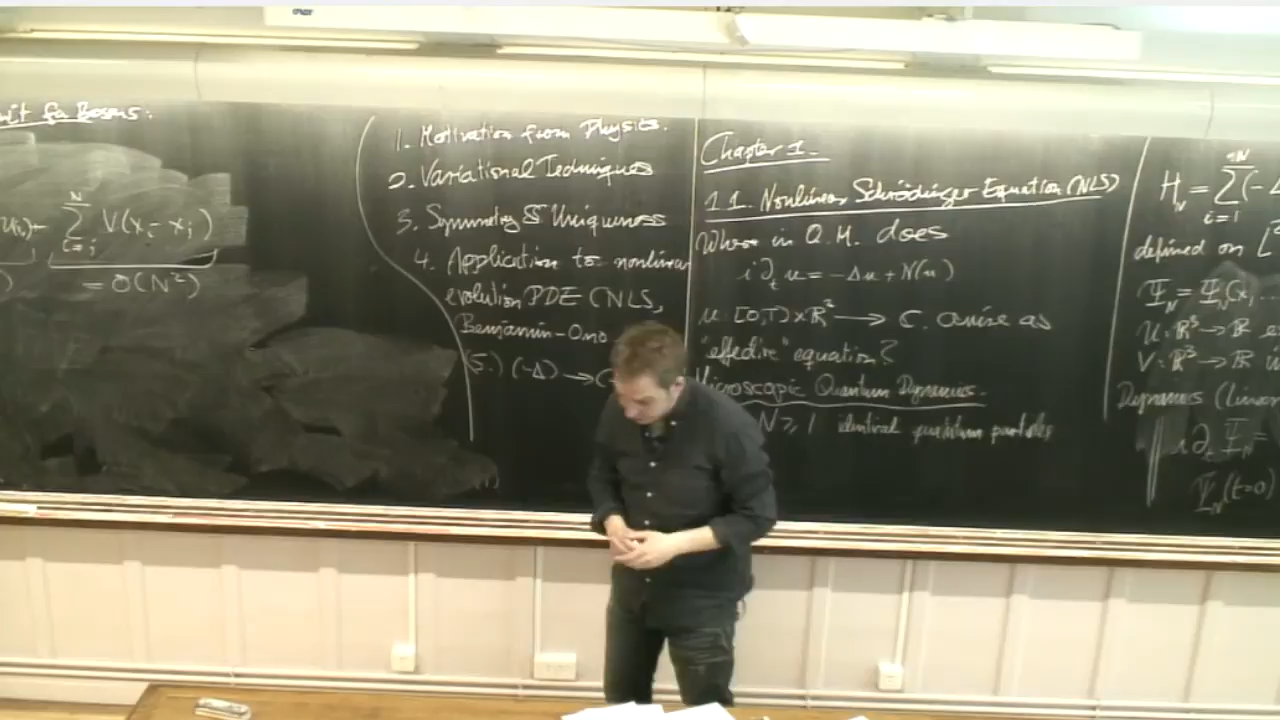 fa Bosons:
∑_{i=j}^{N} V(x_i - x_j)
= O(N²)
1. Motivation from Physics.
2. Variational Techniques
3. Symmetry & Uniqueness
4. Application to nonlinear
evolution PDE (NLS,
Benjamin-Ono
(5.) (-Δ) →
Chapter 1.
1.1. Nonlinear Schrödinger Equation (NLS)
Where in Q.M. does
i∂_t u = -Δu + N(u)
u: [0,T) × ℝ³ → ℂ. arise as
"effective" equation?
Microscopic Quantum Dynamics.
N ≥ 1 identical quantum particles
H_N = ∑_{i=1}^{N} (-Δ
defined on L²
Ψ_N = Ψ_N(x_1, ...
U: ℝ³ → ℝ
V: ℝ³ → ℝ
Dynamics (linear
i∂_t Ψ_N =
Ψ_N(t=0)